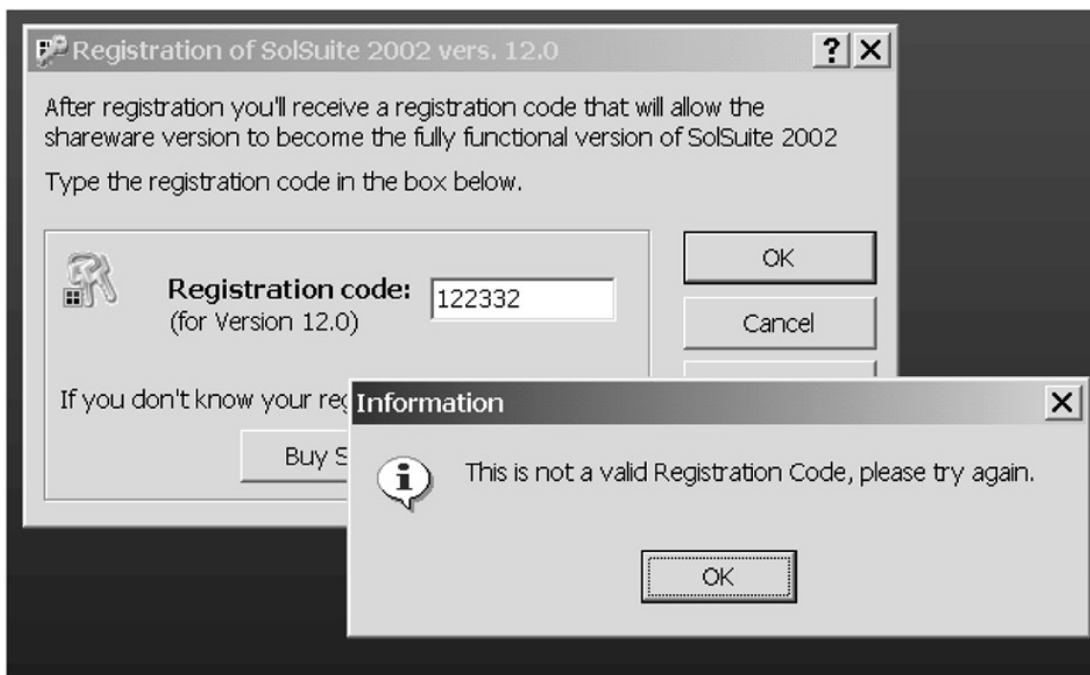 Registration of SolSuite 2002 vers. 12.0
After registration you'll receive a registration code that will allow the
shareware version to become the fully functional version of SolSuite 2002
Type the registration code in the box below.
Registration code:
122332
(for Version 12.0)
OK
Cancel
If you don't know your
Buy
Information
This is not a valid Registration Code, please try again.
OK